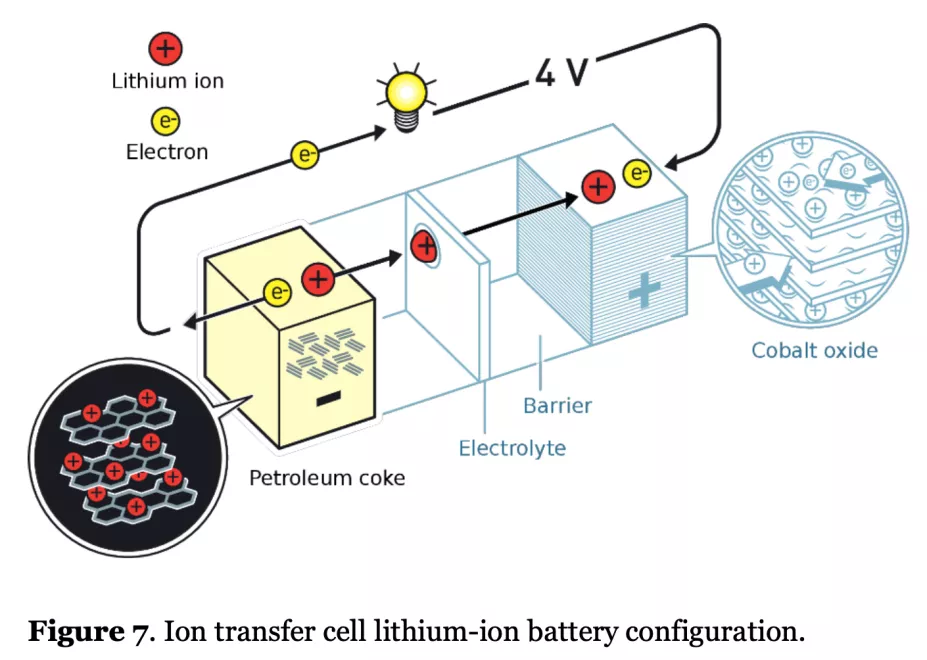 Lithium ion
e-
Electron
4 V
e-
e-
e-
+
-
Cobalt oxide
Barrier
Electrolyte
Petroleum coke
Figure 7. Ion transfer cell lithium-ion battery configuration.